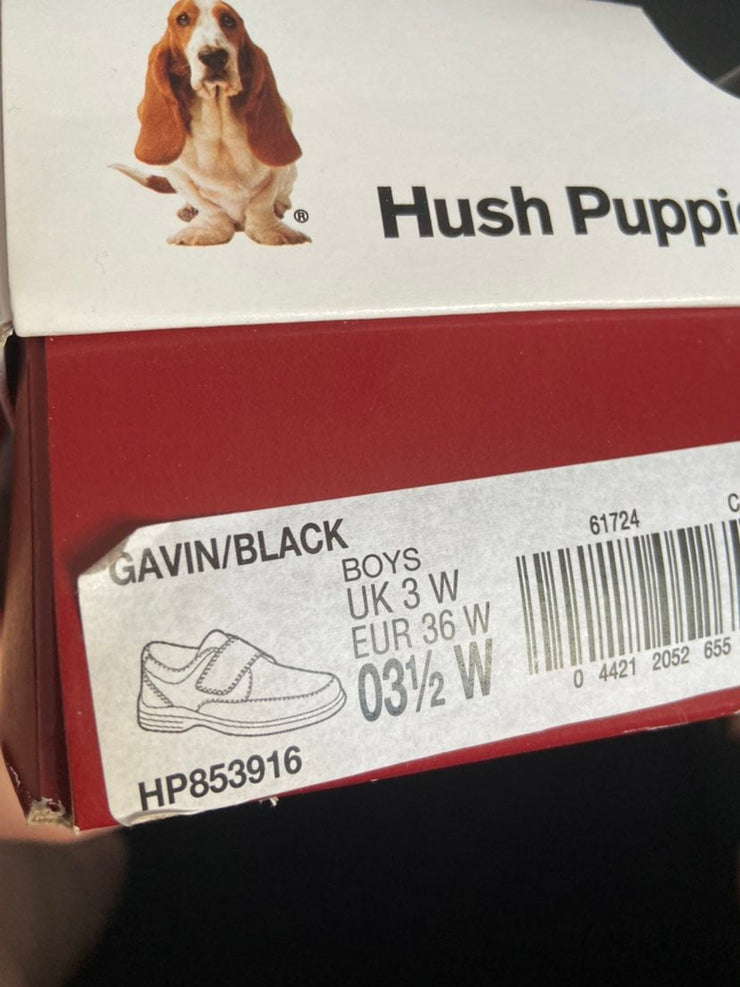 ®
Hush Puppi
GAVIN/BLACK
BOYS
UK 3 W
EUR 36 W
03½ W
HP853916
61724
C
0 4421 2052 655